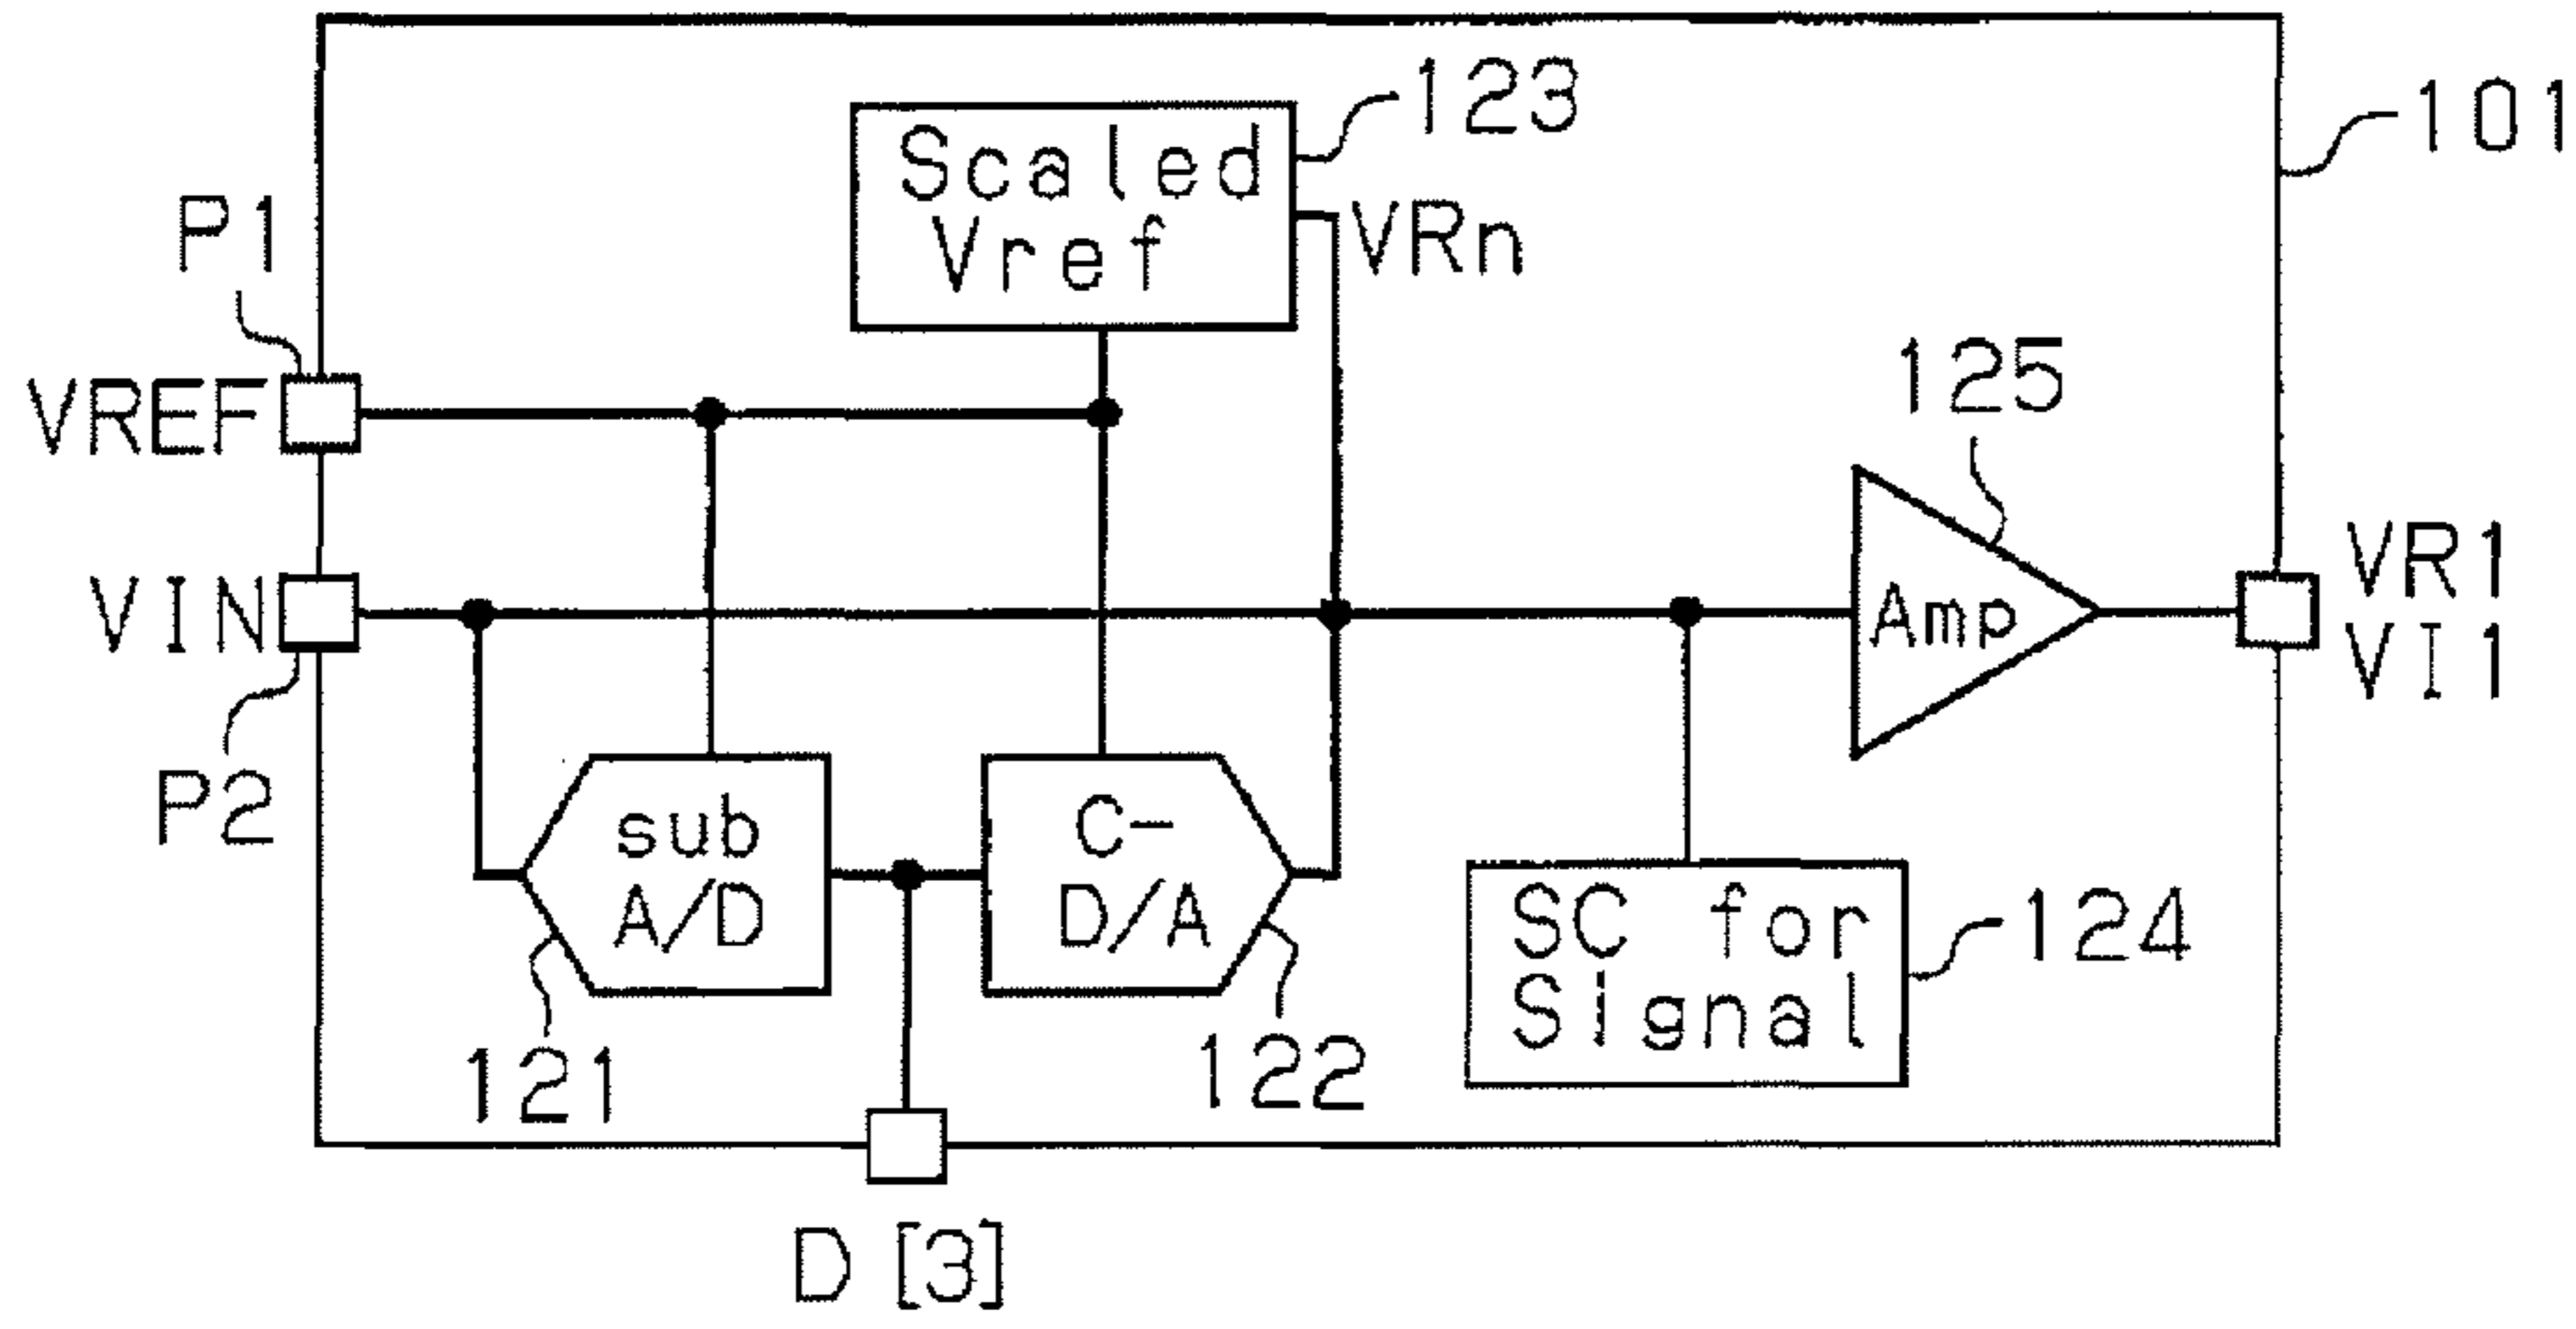 123
101
Scaled
Vref
VRn
P1
VREF
125
VIN
Amp
VR1
VI1
P2
sub
A/D
C-
D/A
SC for
Signal
124
121
122
D [3]